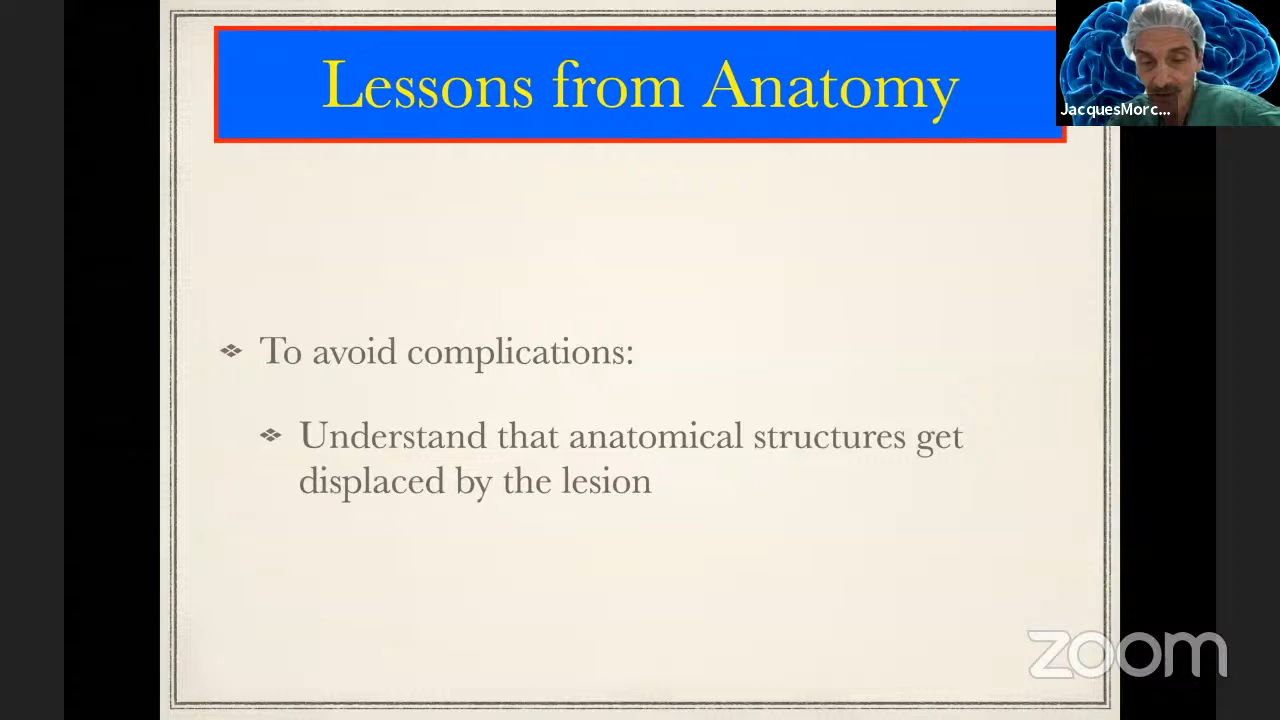 Lessons from Anatomy
JacquesMorc...
To avoid complications:
Understand that anatomical structures get
displaced by the lesion
zoom